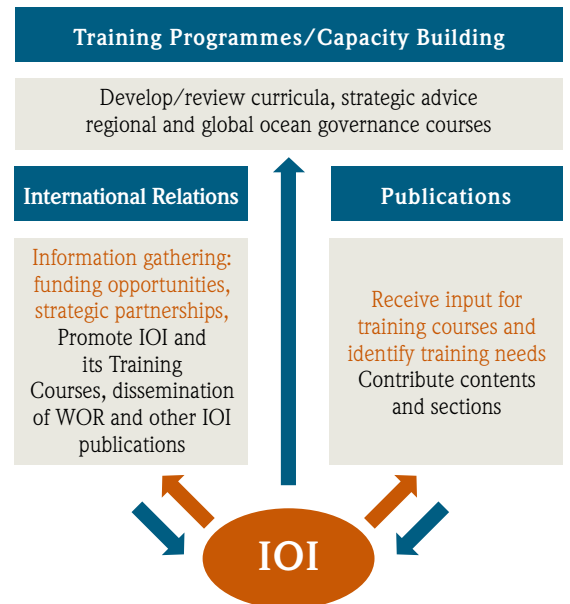 Training Programmes/Capacity Building
Develop/review curricula, strategic advice
regional and global ocean governance courses
International Relations
Information gathering:
funding opportunities,
strategic partnerships,
Promote IOI and
its Training
Courses, dissemination
of WOR and other IOI
publications
Publications
Receive input for
training courses and
identify training needs
Contribute contents
and sections
IOI